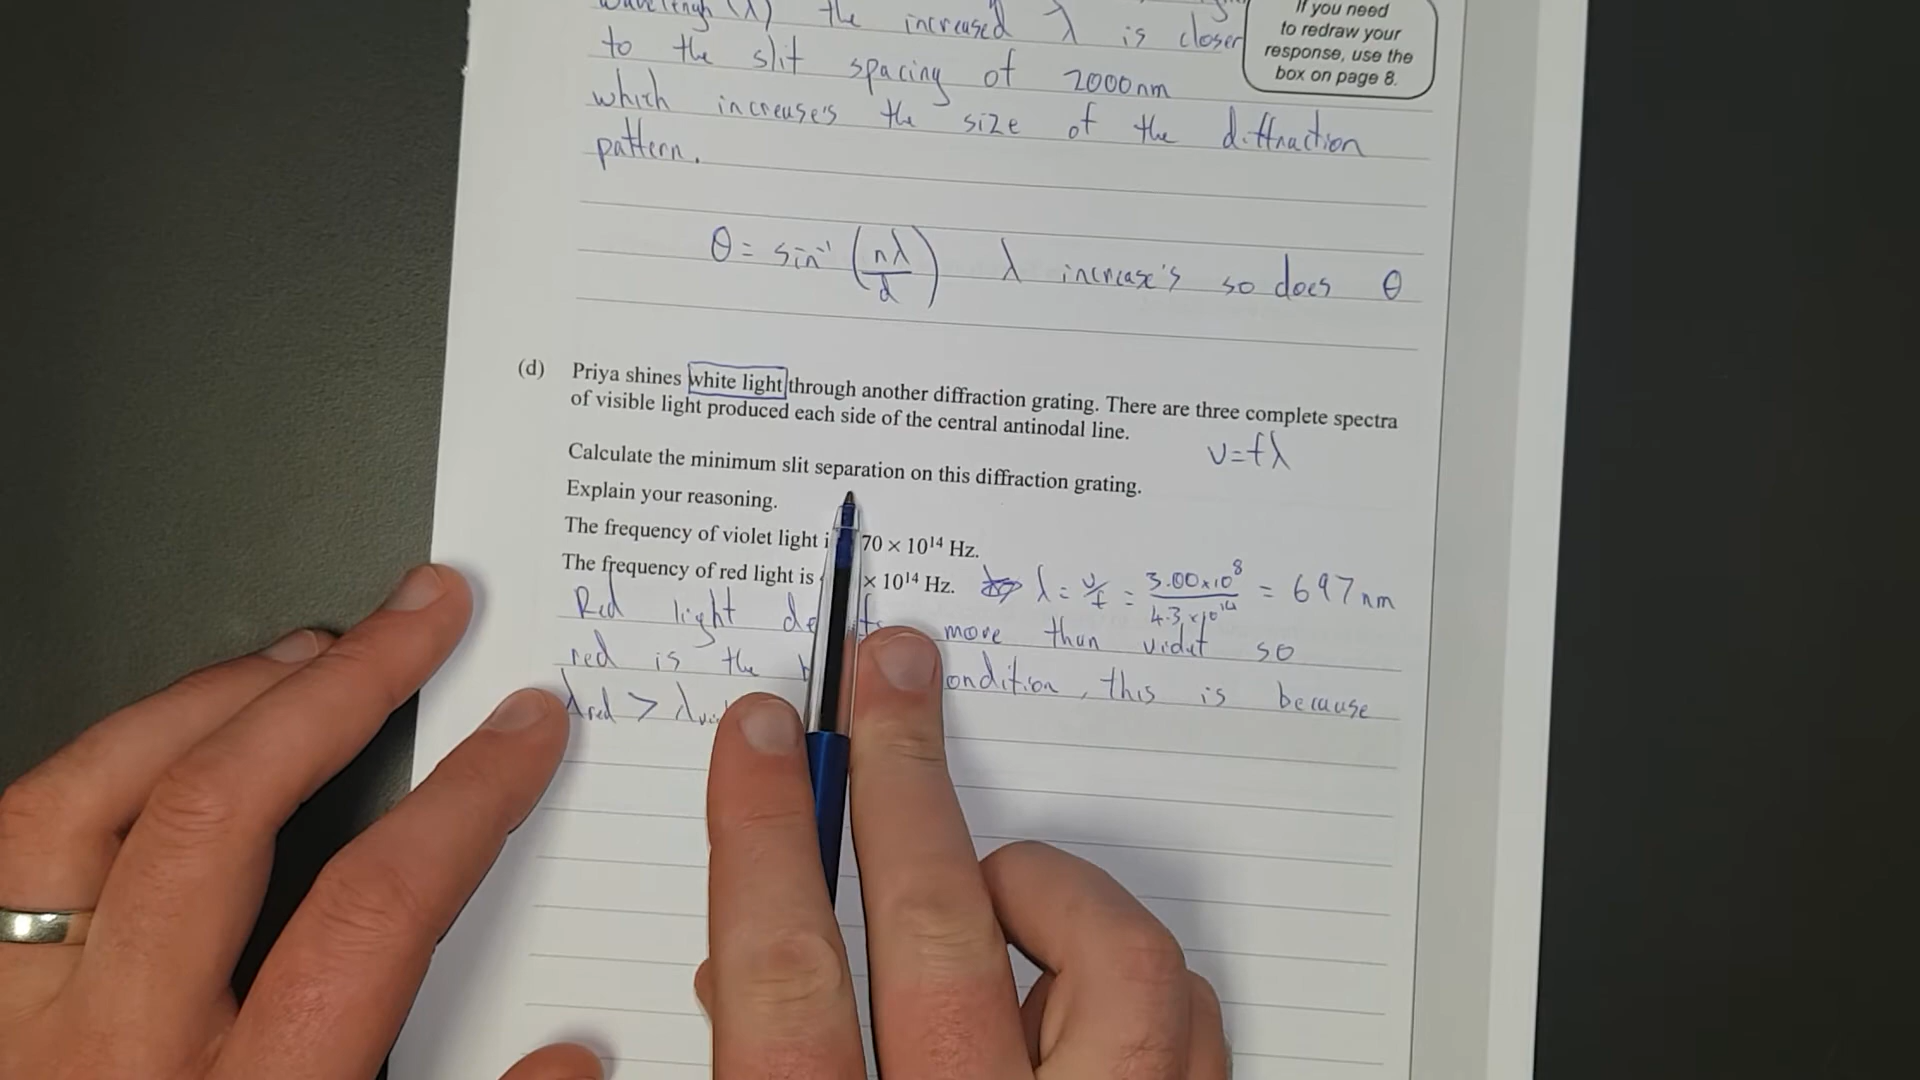 (λ) the increased λ is closer
to the slit spacing of 2000nm
which increase's the size of the diffraction
pattern.
If you need
to redraw your
response, use the
box on page 8.
θ = sin⁻¹ (nλ/d) λ increase's so does θ
(d) Priya shines white light through another diffraction grating. There are three complete spectra
of visible light produced each side of the central antinodal line.
v=fλ
Calculate the minimum slit separation on this diffraction grating.
Explain your reasoning.
The frequency of violet light 70 × 10¹⁴ Hz.
The frequency of red light is × 10¹⁴ Hz. λ = v/f = 3.00×10⁸/4.3×10¹⁴ = 697nm
Red light more than violet so
red is the condition, this is because
λred > λ